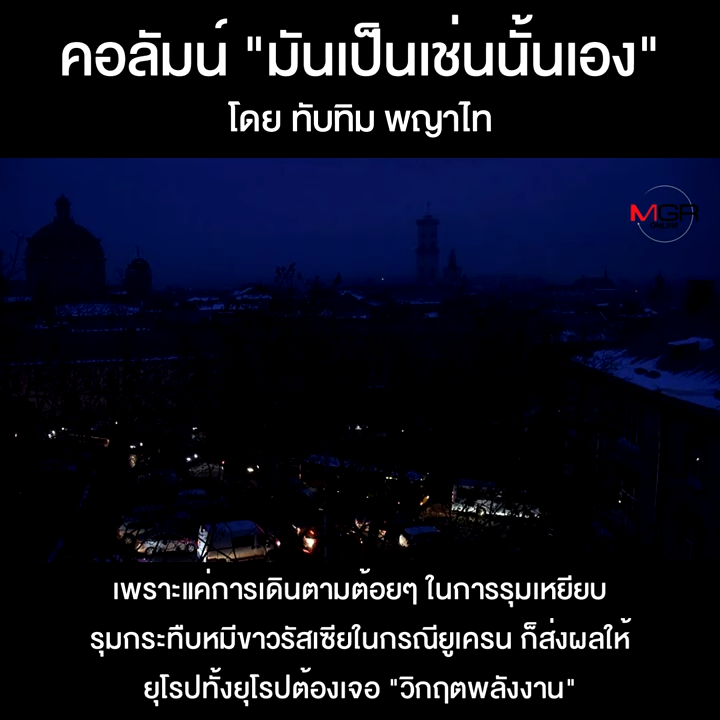 คอลัมน์ "มันเป็นเช่นนั้นเอง"
โดย ทับทิม พญาไท
MGR
ONLINE
เพราะแค่การเดินตามต้อยๆ ในการรุมเหยียบ
รุมกระทืบหมีขาวรัสเซียในกรณียูเครน ก็ส่งผลให้
ยุโรปทั้งยุโรปต้องเจอ "วิกฤตพลังงาน"